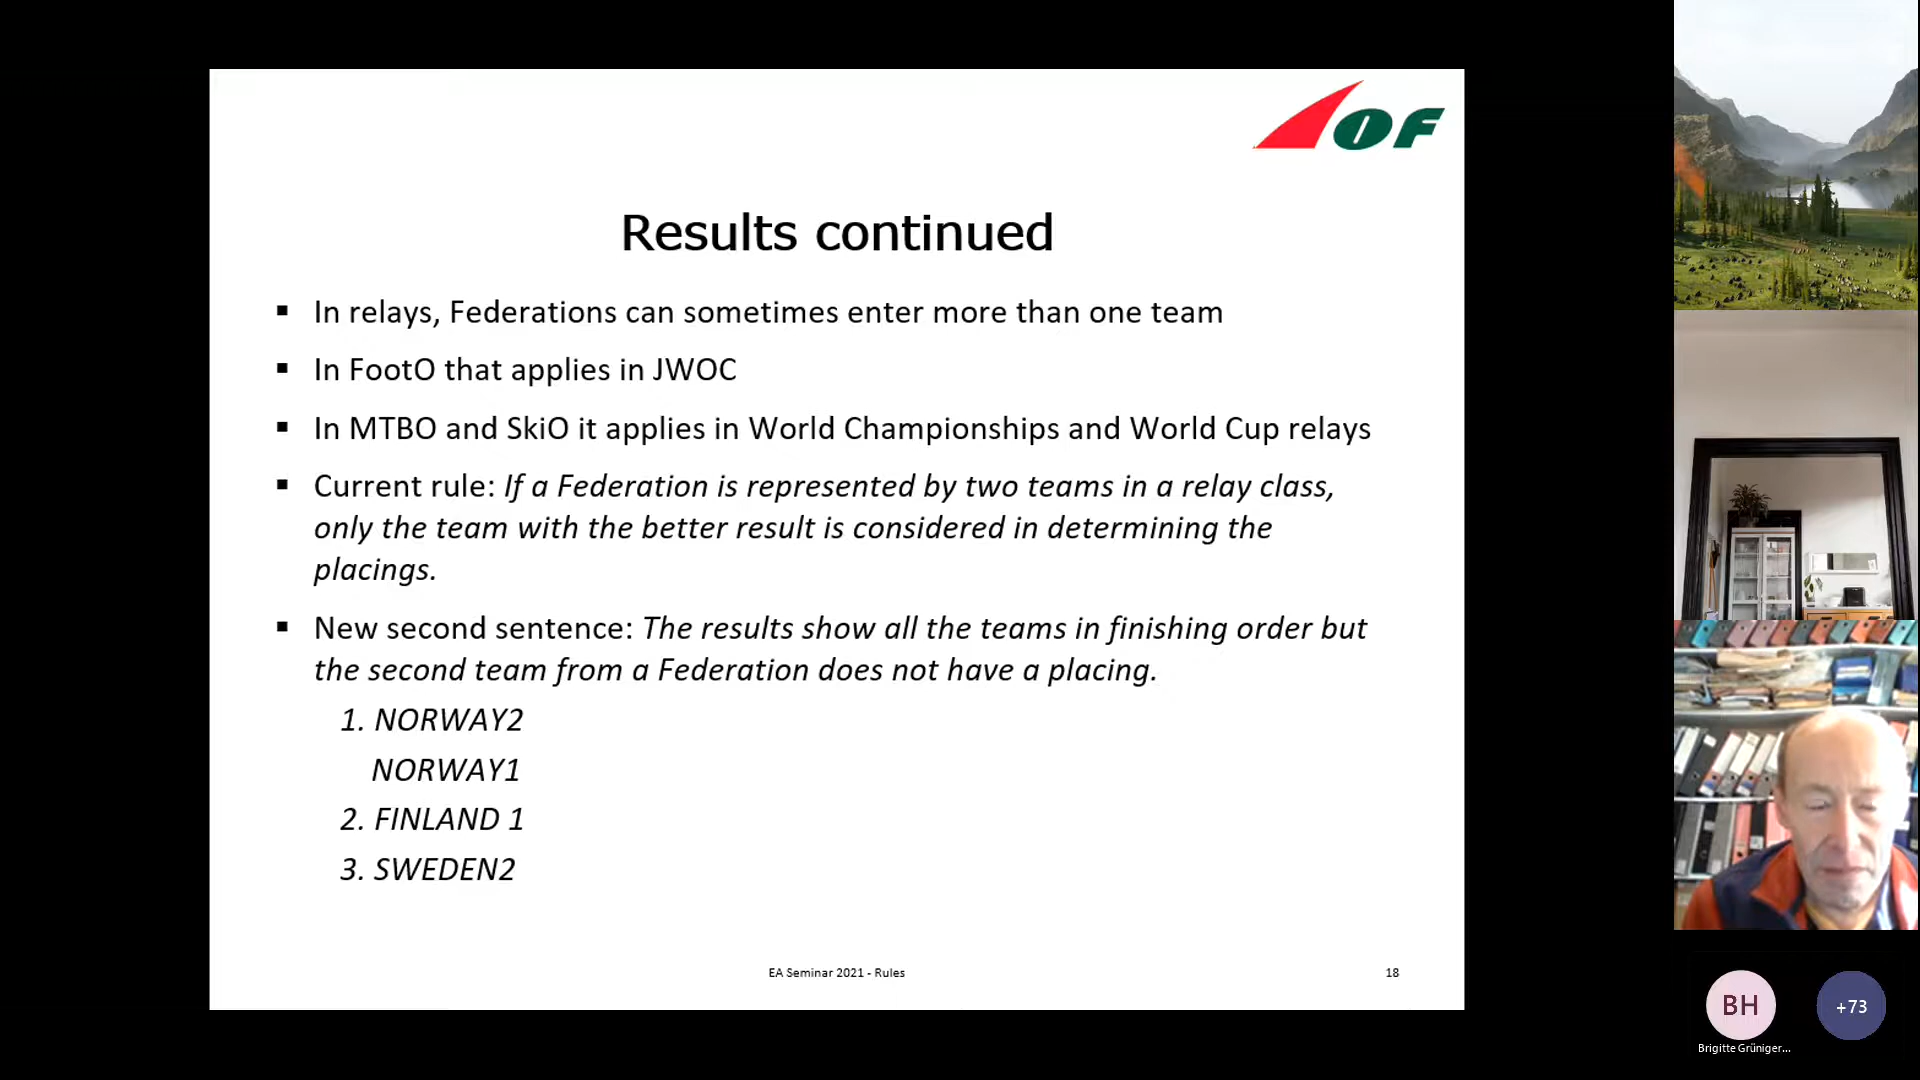 IOF
Results continued
▪ In relays, Federations can sometimes enter more than one team
▪ In FootO that applies in JWOC
▪ In MTBO and SkiO it applies in World Championships and World Cup relays
▪ Current rule: If a Federation is represented by two teams in a relay class,
only the team with the better result is considered in determining the
placings.
▪ New second sentence: The results show all the teams in finishing order but
the second team from a Federation does not have a placing.
1. NORWAY2
NORWAY1
2. FINLAND 1
3. SWEDEN2
EA Seminar 2021 - Rules
18
BH
+73
Brigitte Grüniger...